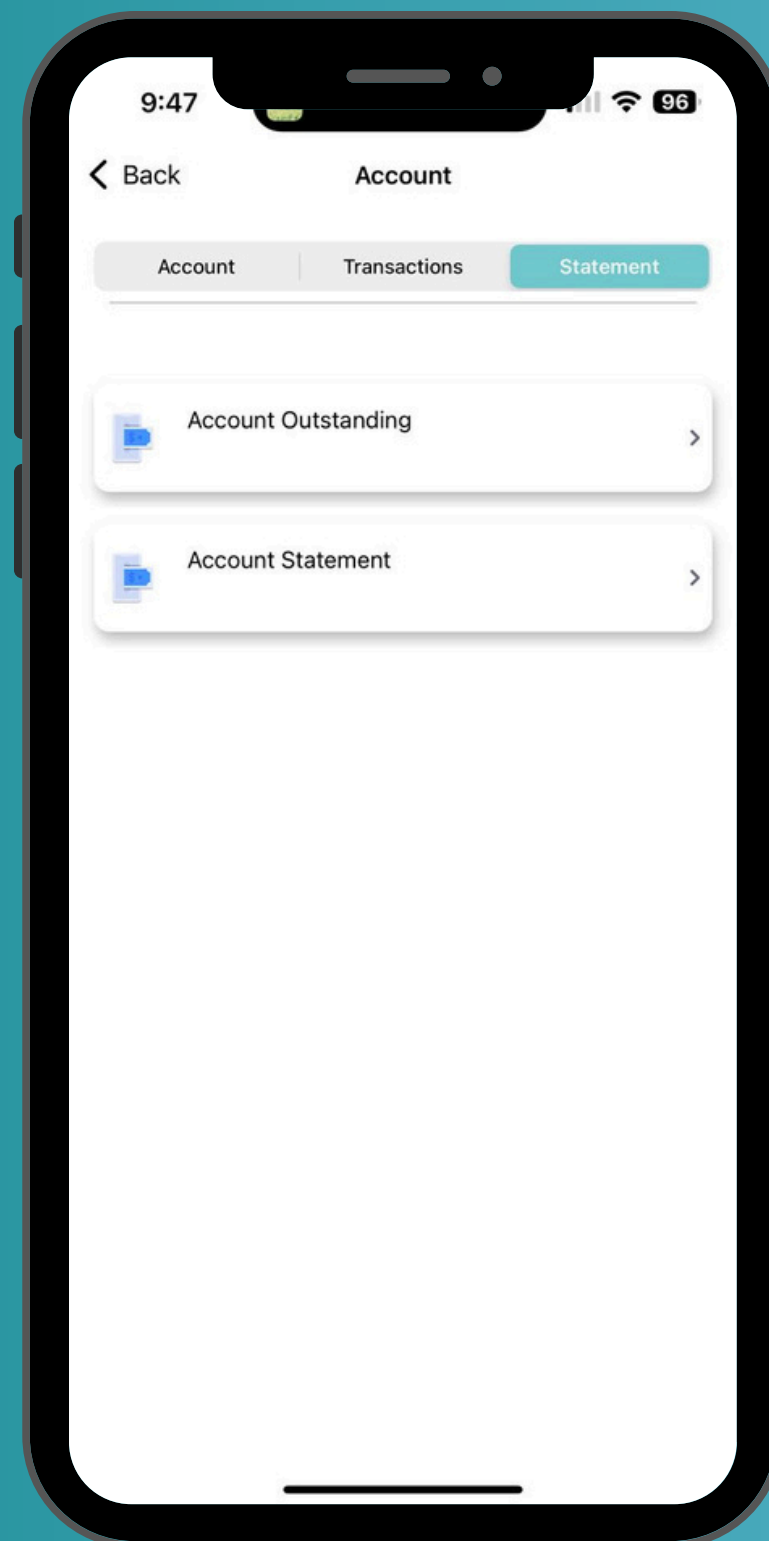 9:47
96
Back
Account
Account
Transactions
Statement
Account Outstanding
Account Statement